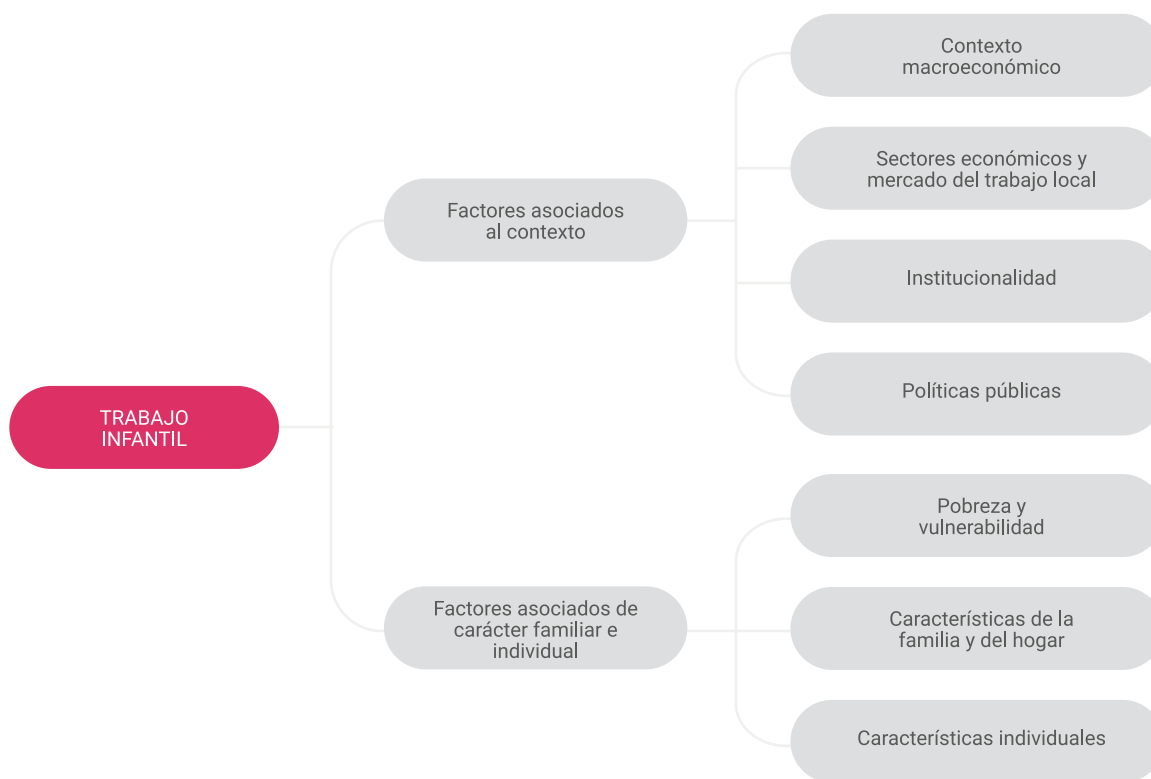 Contexto
macroeconómico
Sectores económicos y
mercado del trabajo local
Factores asociados
al contexto
Institucionalidad
Políticas públicas
TRABAJO
INFANTIL
Pobreza y
vulnerabilidad
Factores asociados de
carácter familiar e
individual
Características de la
familia y del hogar
Características individuales